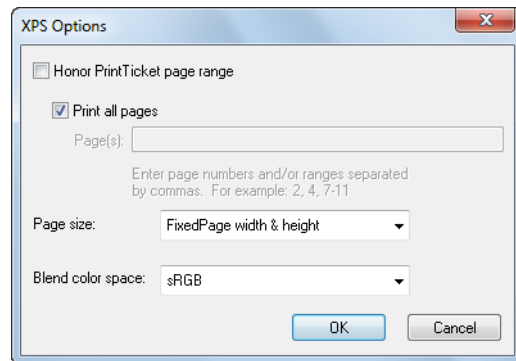 XPS Options
Honor PrintTicket page range
Print all pages
Page(s):
Enter page numbers and/or ranges separated
by commas.  For example: 2, 4, 7-11
Page size: FixedPage width & height
Blend color space: sRGB
OK Cancel